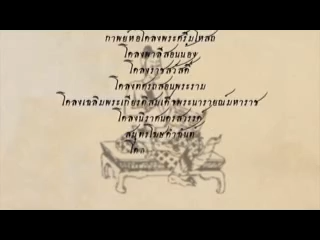 กาพย์ห่อโคลงพระศรีมโหสถ
โคลงพาลีสอนน้อง
โคลงราชสวัสดิ์
โคลงทศรถสอนพระราม
โคลงเฉลิมพระเกียรติสมเด็จพระนารายณ์มหาราช
โคลงนิราศนครสวรรค์
สมุทรโฆษคำฉันท์